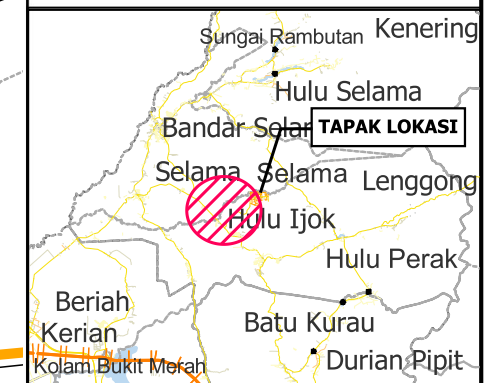 Kenering
Sungai Rambutan
Hulu Selama
Bandar Selam
TAPAK LOKASI
Selama
Selama
Lenggong
Hulu Ijok
Hulu Perak
Beriah
Batu Kurau
Kerian
Kolam Bukit Merah
Durian Pipit